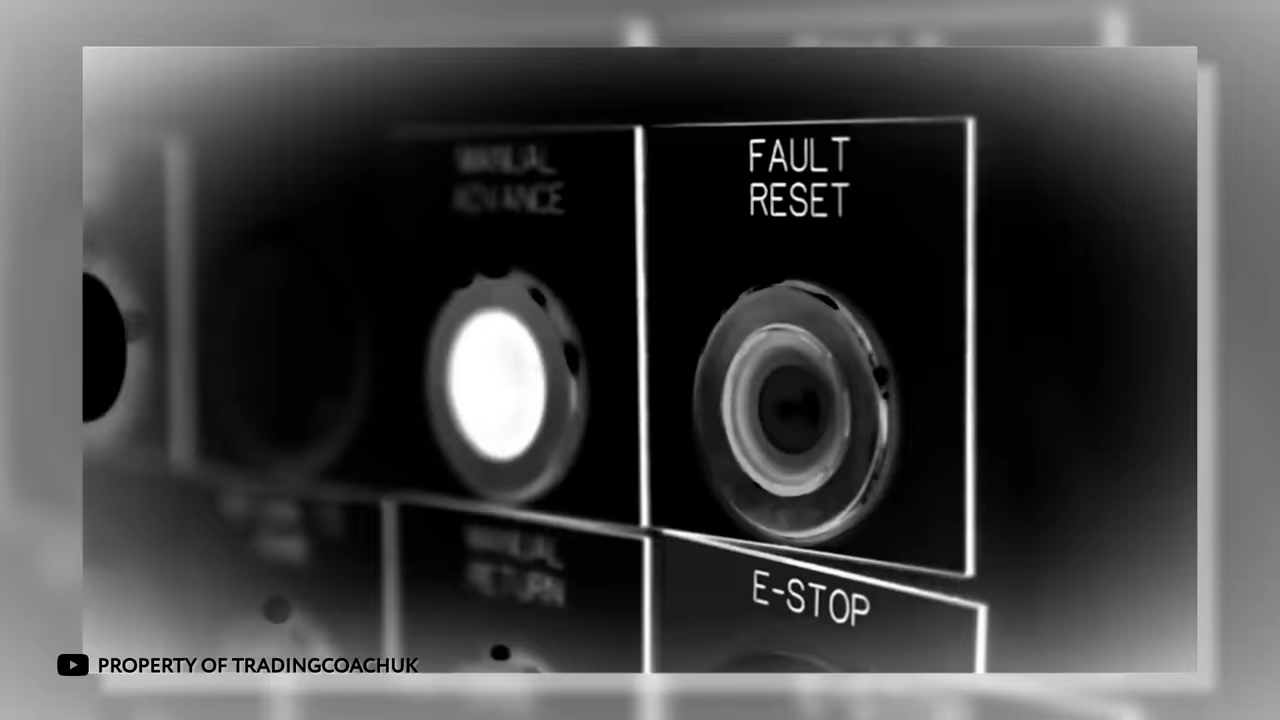 MANUAL
ADVANCE
FAULT
RESET
MANUAL
RETURN
E-STOP
PROPERTY OF TRADINGCOACHUK